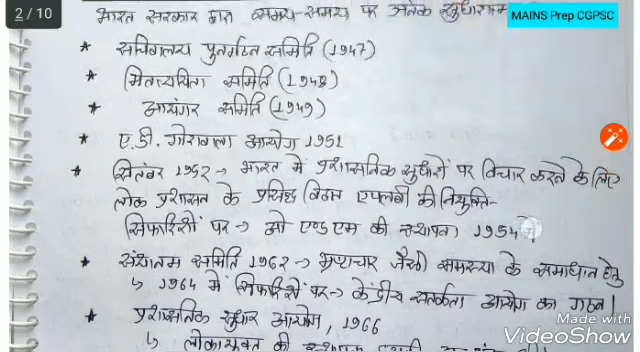 2 / 10
MAINS Prep CGPSC
भारत सरकार द्वारा समय-समय पर अनेक
* सचिवालय पुनर्गठन समिति (1947)
* मितव्ययिता समिति (1948)
* आयंगर समिति (1949)
* ए.डी. गोरावाला आयोग 1951
* सितंबर 1952 → भारत में प्रशासनिक सुधारों पर विचार करने के लिए
लोक प्रशासन के प्रसिद्ध विद्वान एपलबी की नियुक्ति-
सिफारिशों पर → ओ एण्ड एम की स्थापना 1954
* संथानम समिति 1962 → भ्रष्टाचार जैसी समस्या के समाधान हेतु
↳ 1964 में सिफारिशों पर → केंद्रीय सतर्कता आयोग का गठन।
* प्रशासनिक सुधार आयोग, 1966
↳ लोकायुक्त की
Made with
VideoShow